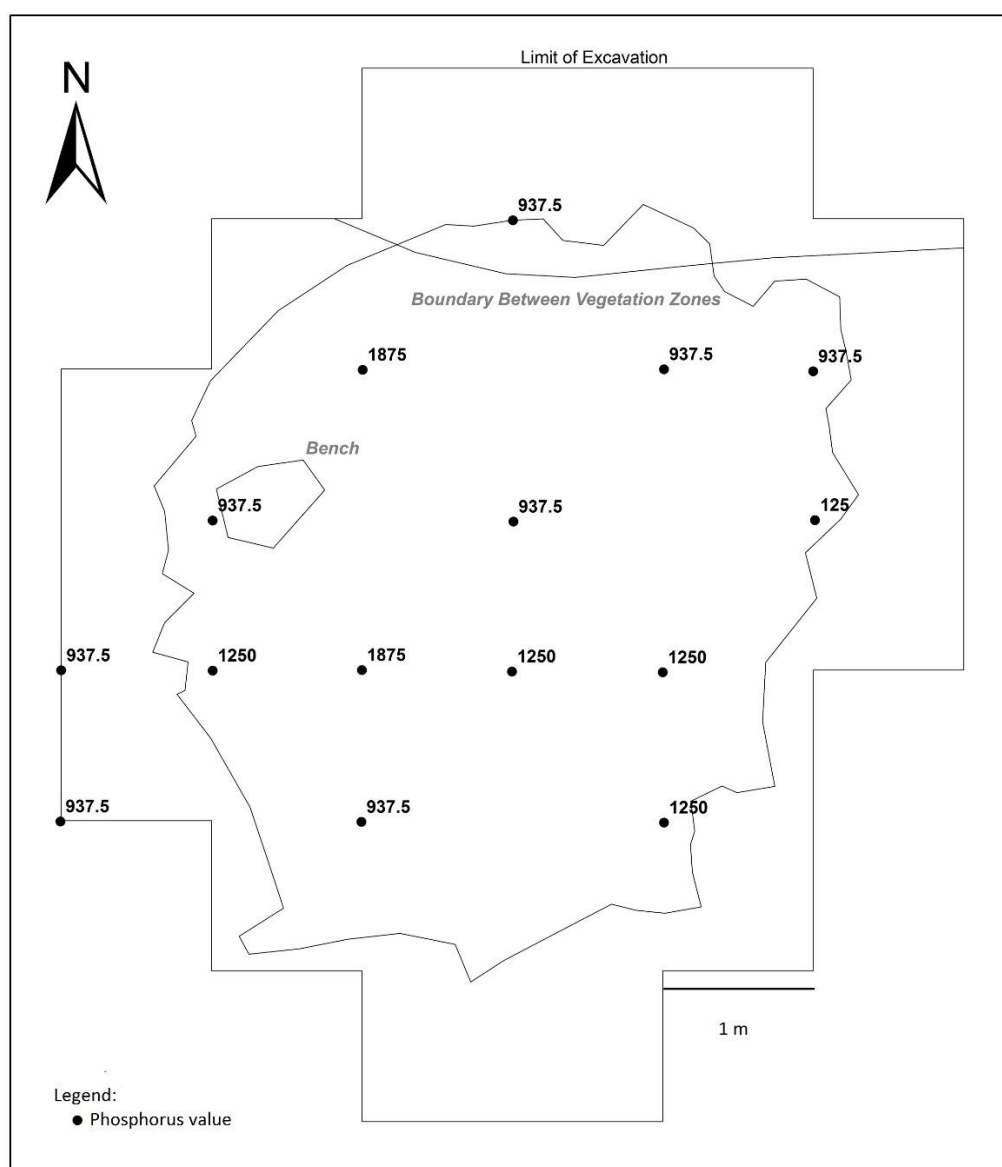 Limit of Excavation
N
937.5
Boundary Between Vegetation Zones
1875
937.5
937.5
Bench
937.5
937.5
125
937.5
1250
1875
1250
1250
937.5
937.5
1250
1 m
Legend:
Phosphorus value